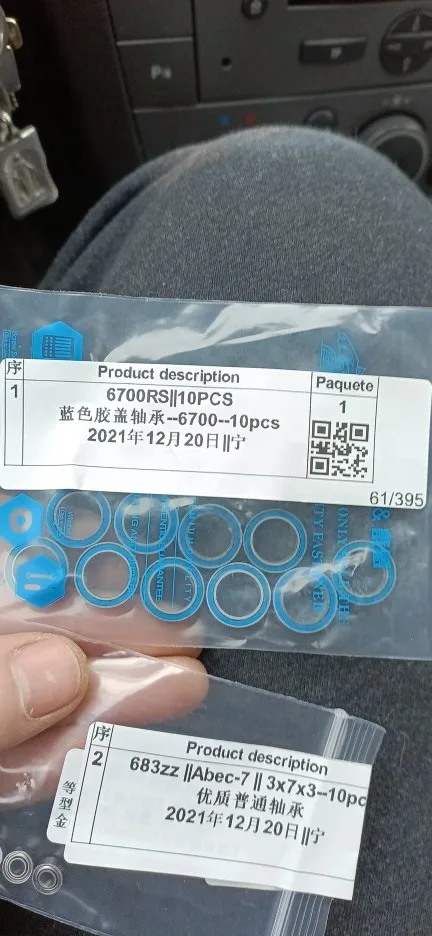 序 Product description Paquete
1 6700RS||10PCS 1
蓝色胶盖轴承--6700--10pcs
2021年12月20日||宁
61/395
序 Product description
2 683zz ||Abec-7 || 3x7x3--10pc
优质普通轴承
2021年12月20日||宁
等
型
金